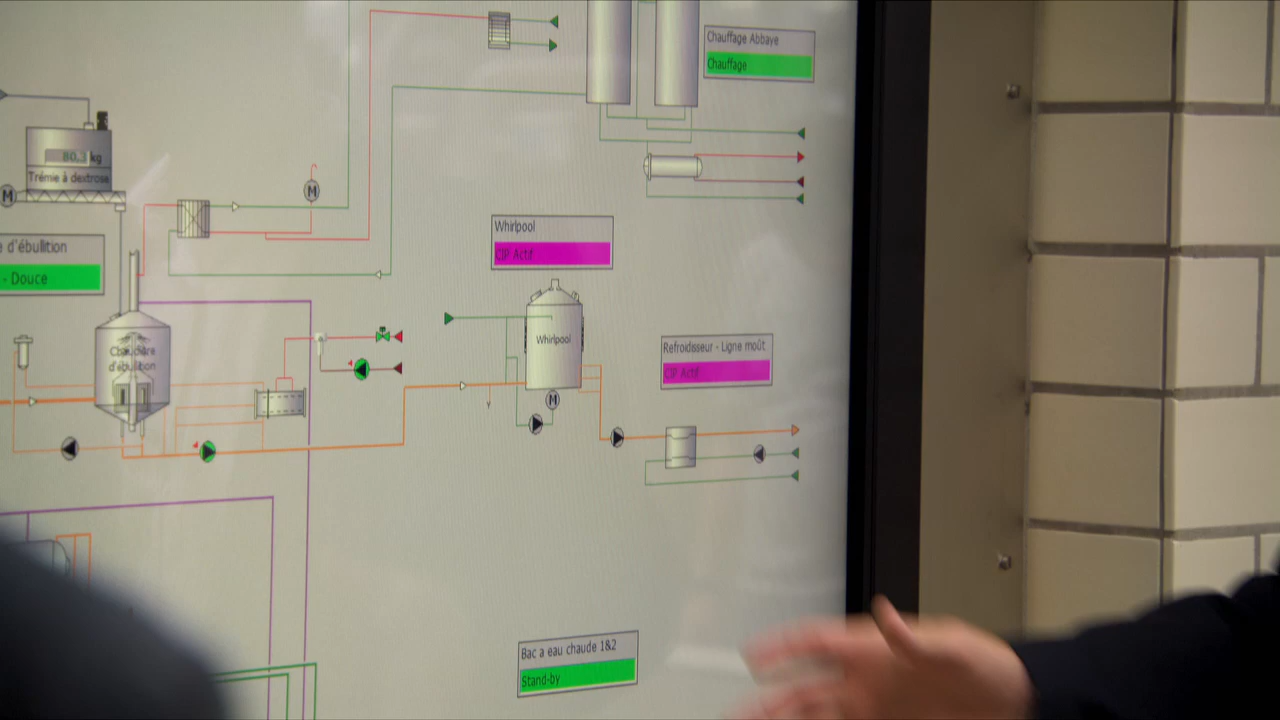 Chauffage Abbaye
Chauffage
80.3 kg
Trémie à dextrose
M
M
Whirlpool
CIP Actif
e d'ébullition
- Douce
Chaudière
d'ébullition
Whirlpool
Refroidisseur - Ligne moût
CIP Actif
M
Bac a eau chaude 1&2
Stand-by